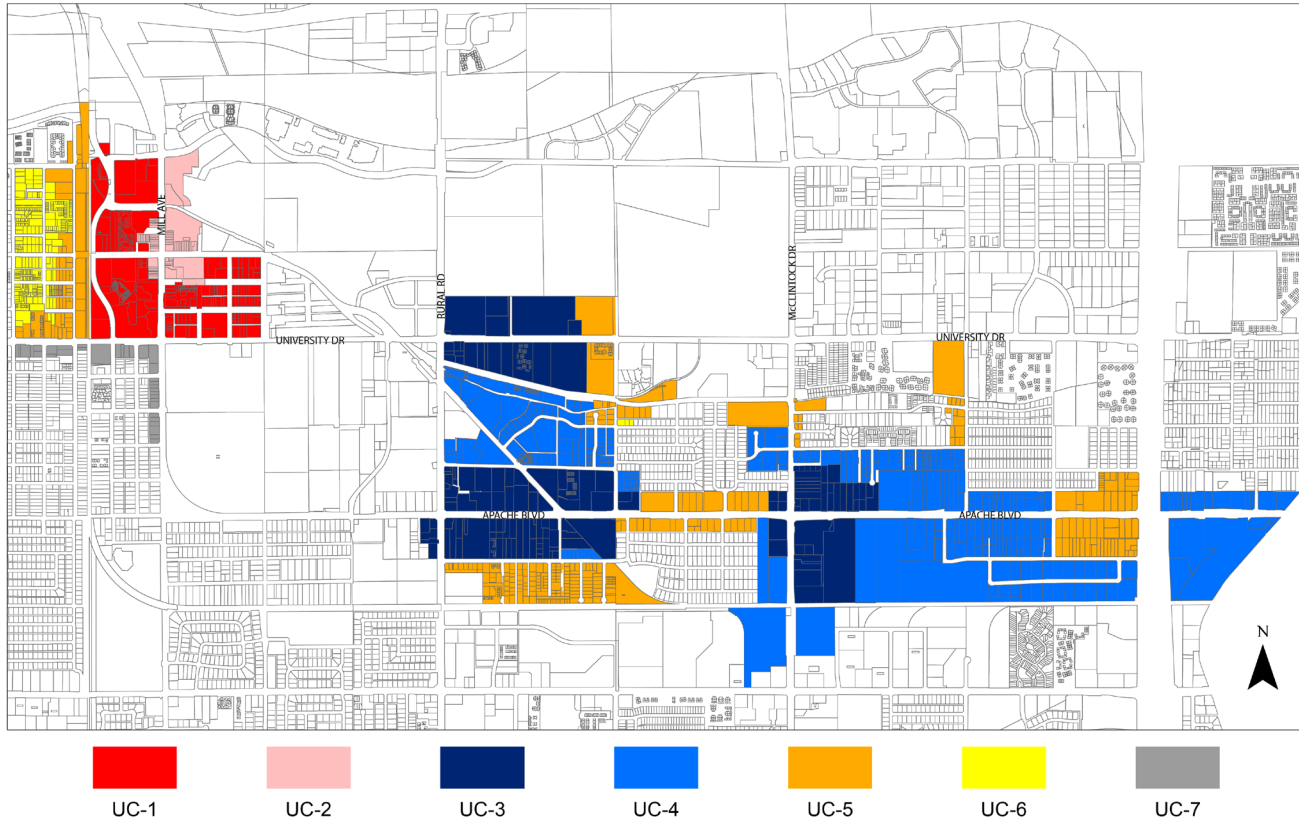 MILL AVE
RURAL RD
McCLINTOCK DR
UNIVERSITY DR
UNIVERSITY DR
APACHE BLVD
APACHE BLVD
N
UC-1
UC-2
UC-3
UC-4
UC-5
UC-6
UC-7